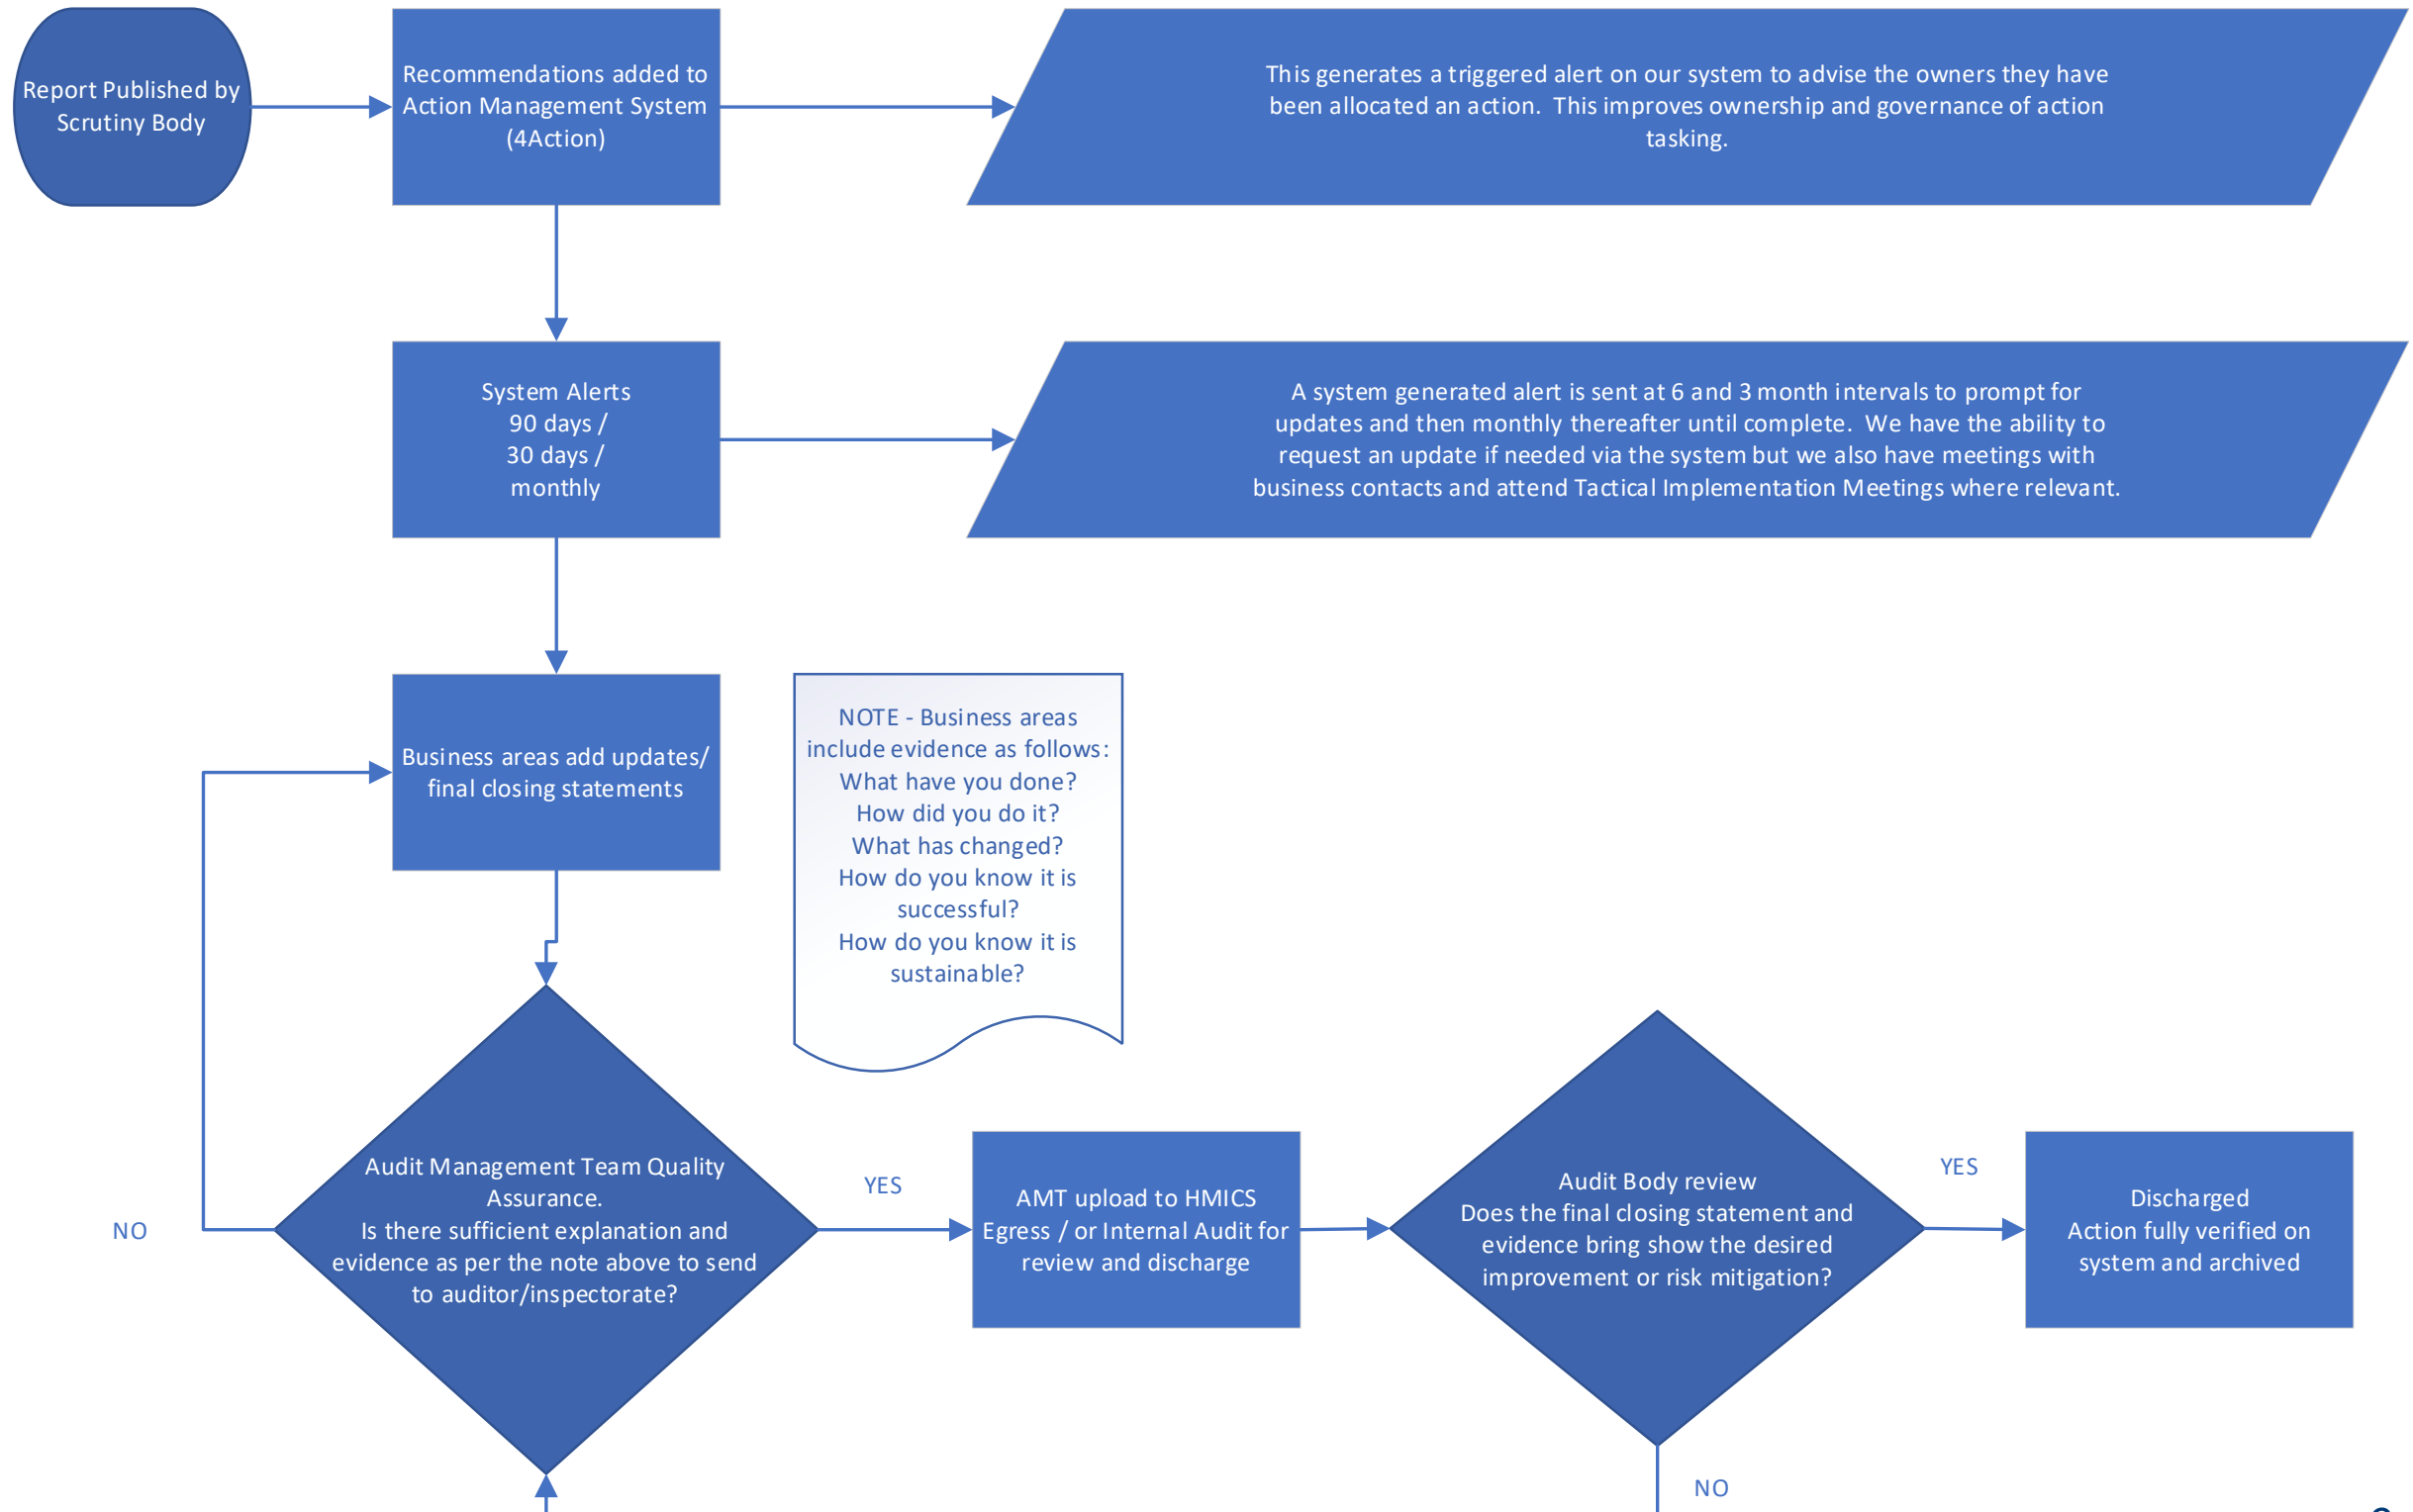 Report Published by
Scrutiny Body
Recommendations added to
Action Management System
(4Action)
This generates a triggered alert on our system to advise the owners they have
been allocated an action. This improves ownership and governance of action
tasking.
System Alerts
90 days /
30 days /
monthly
A system generated alert is sent at 6 and 3 month intervals to prompt for
updates and then monthly thereafter until complete. We have the ability to
request an update if needed via the system but we also have meetings with
business contacts and attend Tactical Implementation Meetings where relevant.
Business areas add updates/
final closing statements
NOTE - Business areas
include evidence as follows:
What have you done?
How did you do it?
What has changed?
How do you know it is
successful?
How do you know it is
sustainable?
Audit Management Team Quality
Assurance.
Is there sufficient explanation and
evidence as per the note above to send
to auditor/inspectorate?
NO
YES
AMT upload to HMICS
Egress / or Internal Audit for
review and discharge
Audit Body review
Does the final closing statement and
evidence bring show the desired
improvement or risk mitigation?
YES
Discharged
Action fully verified on
system and archived
NO